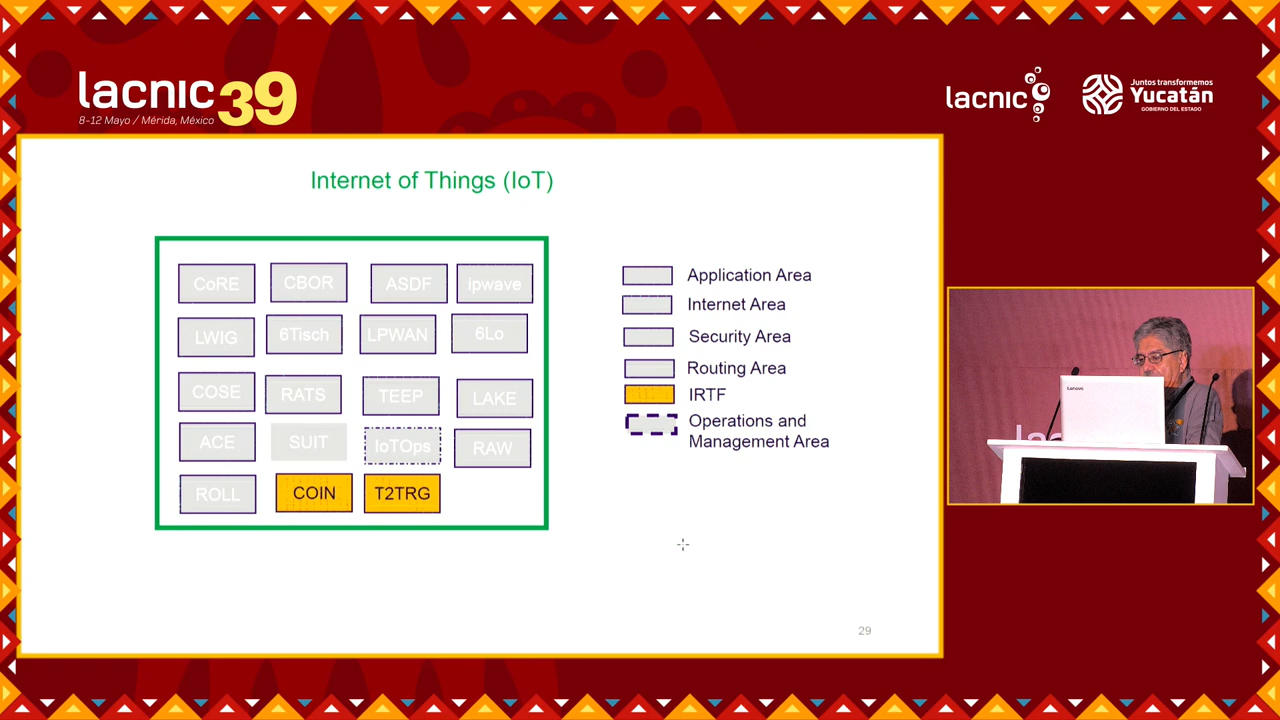 lacnic39
8-12 Mayo / Mérida, México
lacnic
Juntos transformemos
Yucatán
GOBIERNO DEL ESTADO
Internet of Things (IoT)
CoRE CBOR ASDF ipwave
LWIG 6Tisch LPWAN 6Lo
COSE RATS TEEP LAKE
ACE SUIT IoTOps RAW
ROLL COIN T2TRG
Application Area
Internet Area
Security Area
Routing Area
IRTF
Operations and
Management Area
29
Lenovo